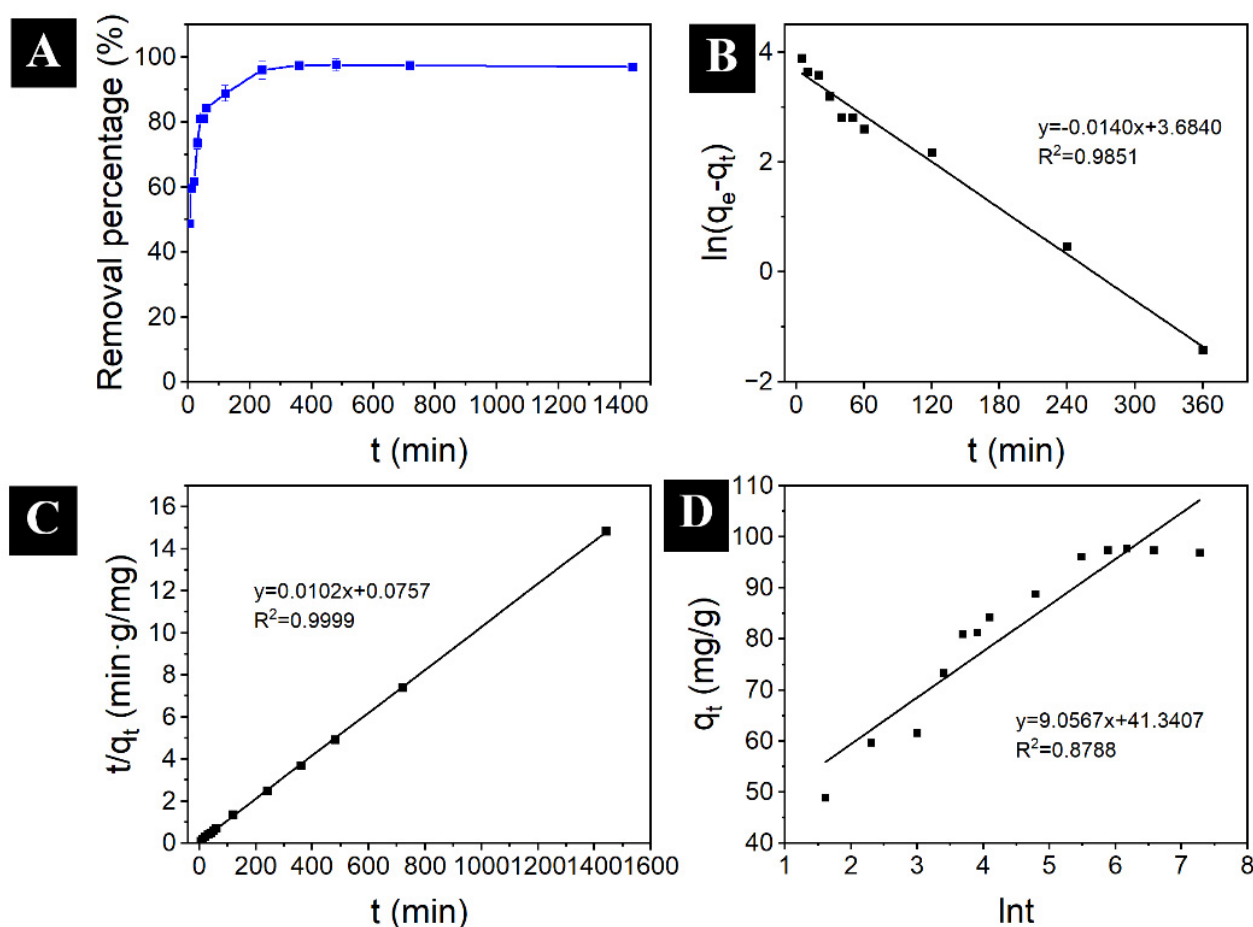 A
Removal percentage (%)
100
80
60
40
20
0
0 200 400 600 800 1000 1200 1400
t (min)
B
ln(qe-qt)
4
2
0
−2
y=-0.0140x+3.6840
R2=0.9851
0 60 120 180 240 300 360
t (min)
C
t/qt (min·g/mg)
16
14
12
10
8
6
4
2
0
y=0.0102x+0.0757
R2=0.9999
0 200 400 600 800 1000 1200 1400 1600
t (min)
D
qt (mg/g)
110
100
90
80
70
60
50
40
y=9.0567x+41.3407
R2=0.8788
1 2 3 4 5 6 7 8
lnt